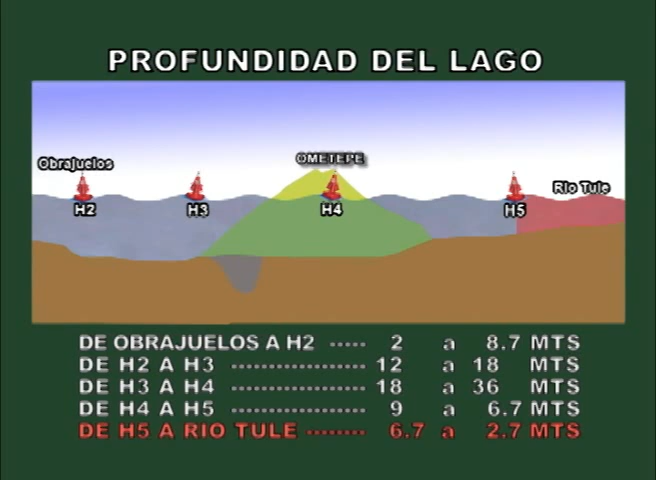 PROFUNDIDAD DEL LAGO
Obrajuelos
OMETEPE
Rio Tule
H2
H3
H4
H5
DE OBRAJUELOS A H2 ..... 2 a 8.7 MTS
DE H2 A H3 .................... 12 a 18 MTS
DE H3 A H4 .................... 18 a 36 MTS
DE H4 A H5 .................... 9 a 6.7 MTS
DE H5 A RIO TULE ........ 6.7 a 2.7 MTS